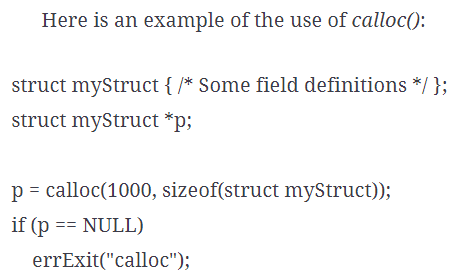 Here is an example of the use of calloc():
struct myStruct { /* Some field definitions */ };
struct myStruct *p;
p = calloc(1000, sizeof(struct myStruct));
if (p == NULL)
errExit("calloc");